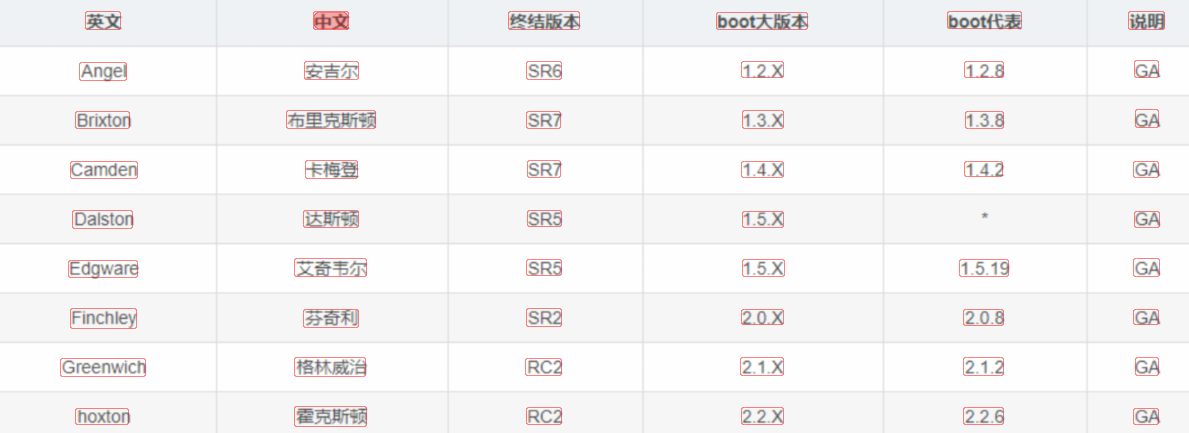 英文 中文 终结版本 boot大版本 boot代表 说明
Angel 安吉尔 SR6 1.2.X 1.2.8 GA
Brixton 布里克斯顿 SR7 1.3.X 1.3.8 GA
Camden 卡梅登 SR7 1.4.X 1.4.2 GA
Dalston 达斯顿 SR5 1.5.X * GA
Edgware 艾奇韦尔 SR5 1.5.X 1.5.19 GA
Finchley 芬奇利 SR2 2.0.X 2.0.8 GA
Greenwich 格林威治 RC2 2.1.X 2.1.2 GA
hoxton 霍克斯顿 RC2 2.2.X 2.2.6 GA